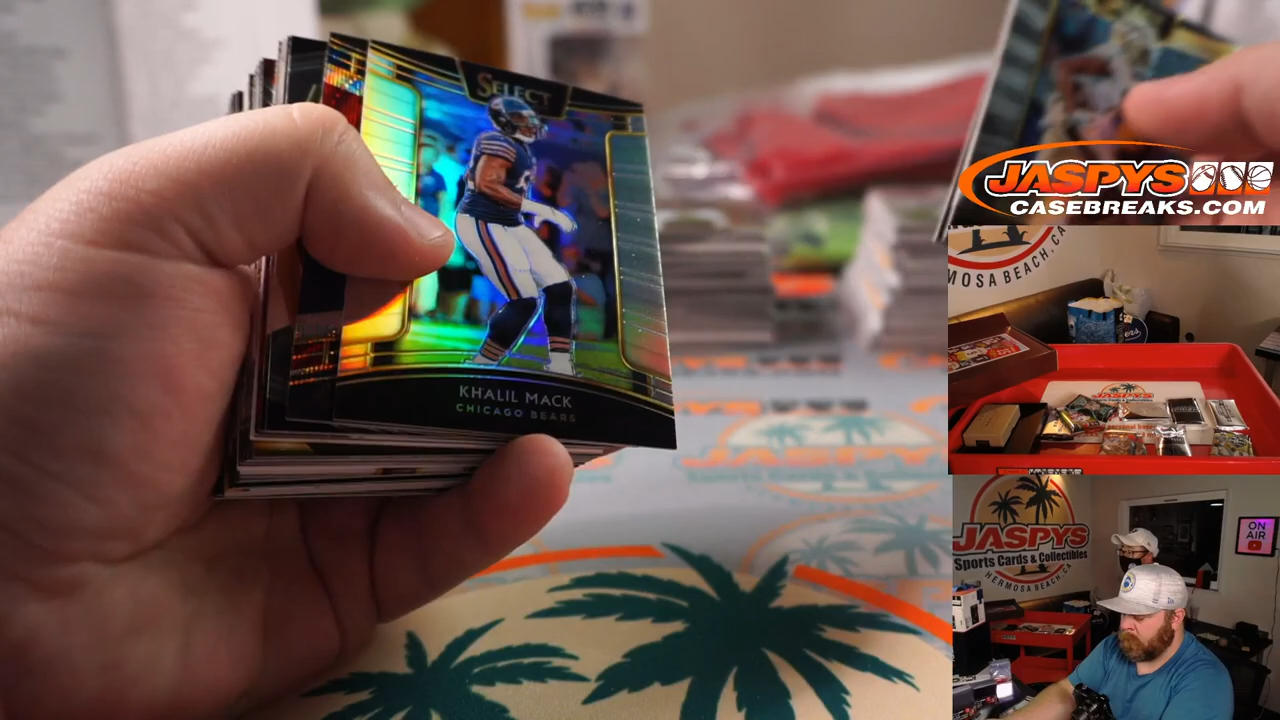 SELECT
KHALIL MACK
CHICAGO BEARS
JASPYS
CASEBREAKS.COM
MOSA BEACH, CA
JASPYS
Sports Cards & Collectibles
HERMOSA BEACH, CA
ON
AIR